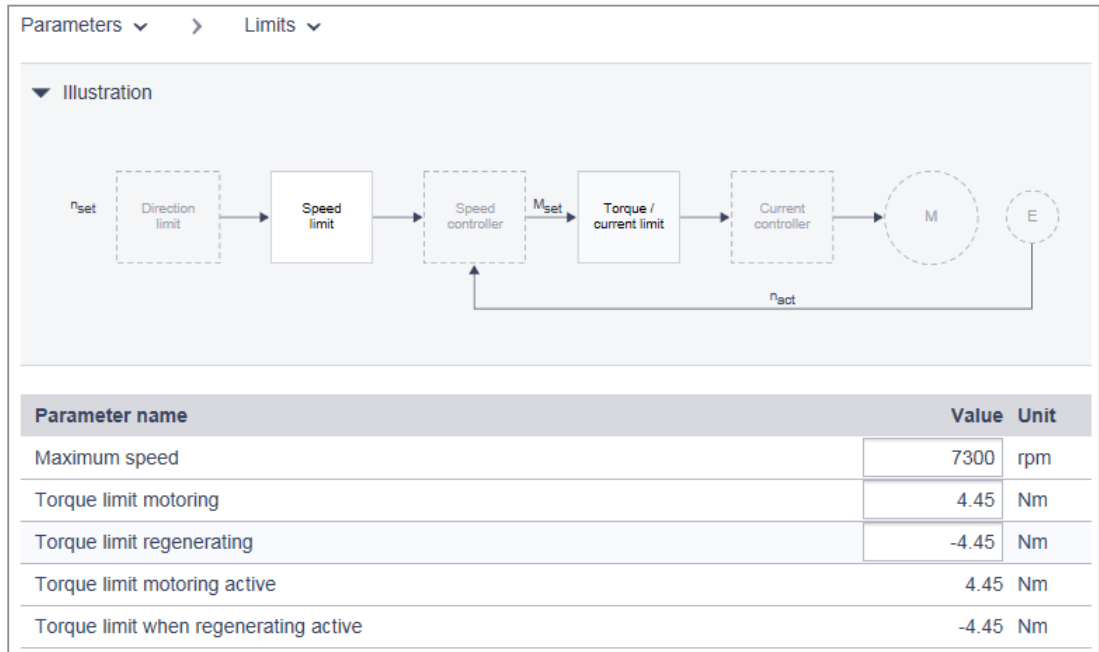 Parameters > Limits
Illustration
nset
Direction
limit
Speed
limit
Speed
controller
Mset
Torque /
current limit
Current
controller
M
E
nact
Parameter name Value Unit
Maximum speed 7300 rpm
Torque limit motoring 4.45 Nm
Torque limit regenerating -4.45 Nm
Torque limit motoring active 4.45 Nm
Torque limit when regenerating active -4.45 Nm